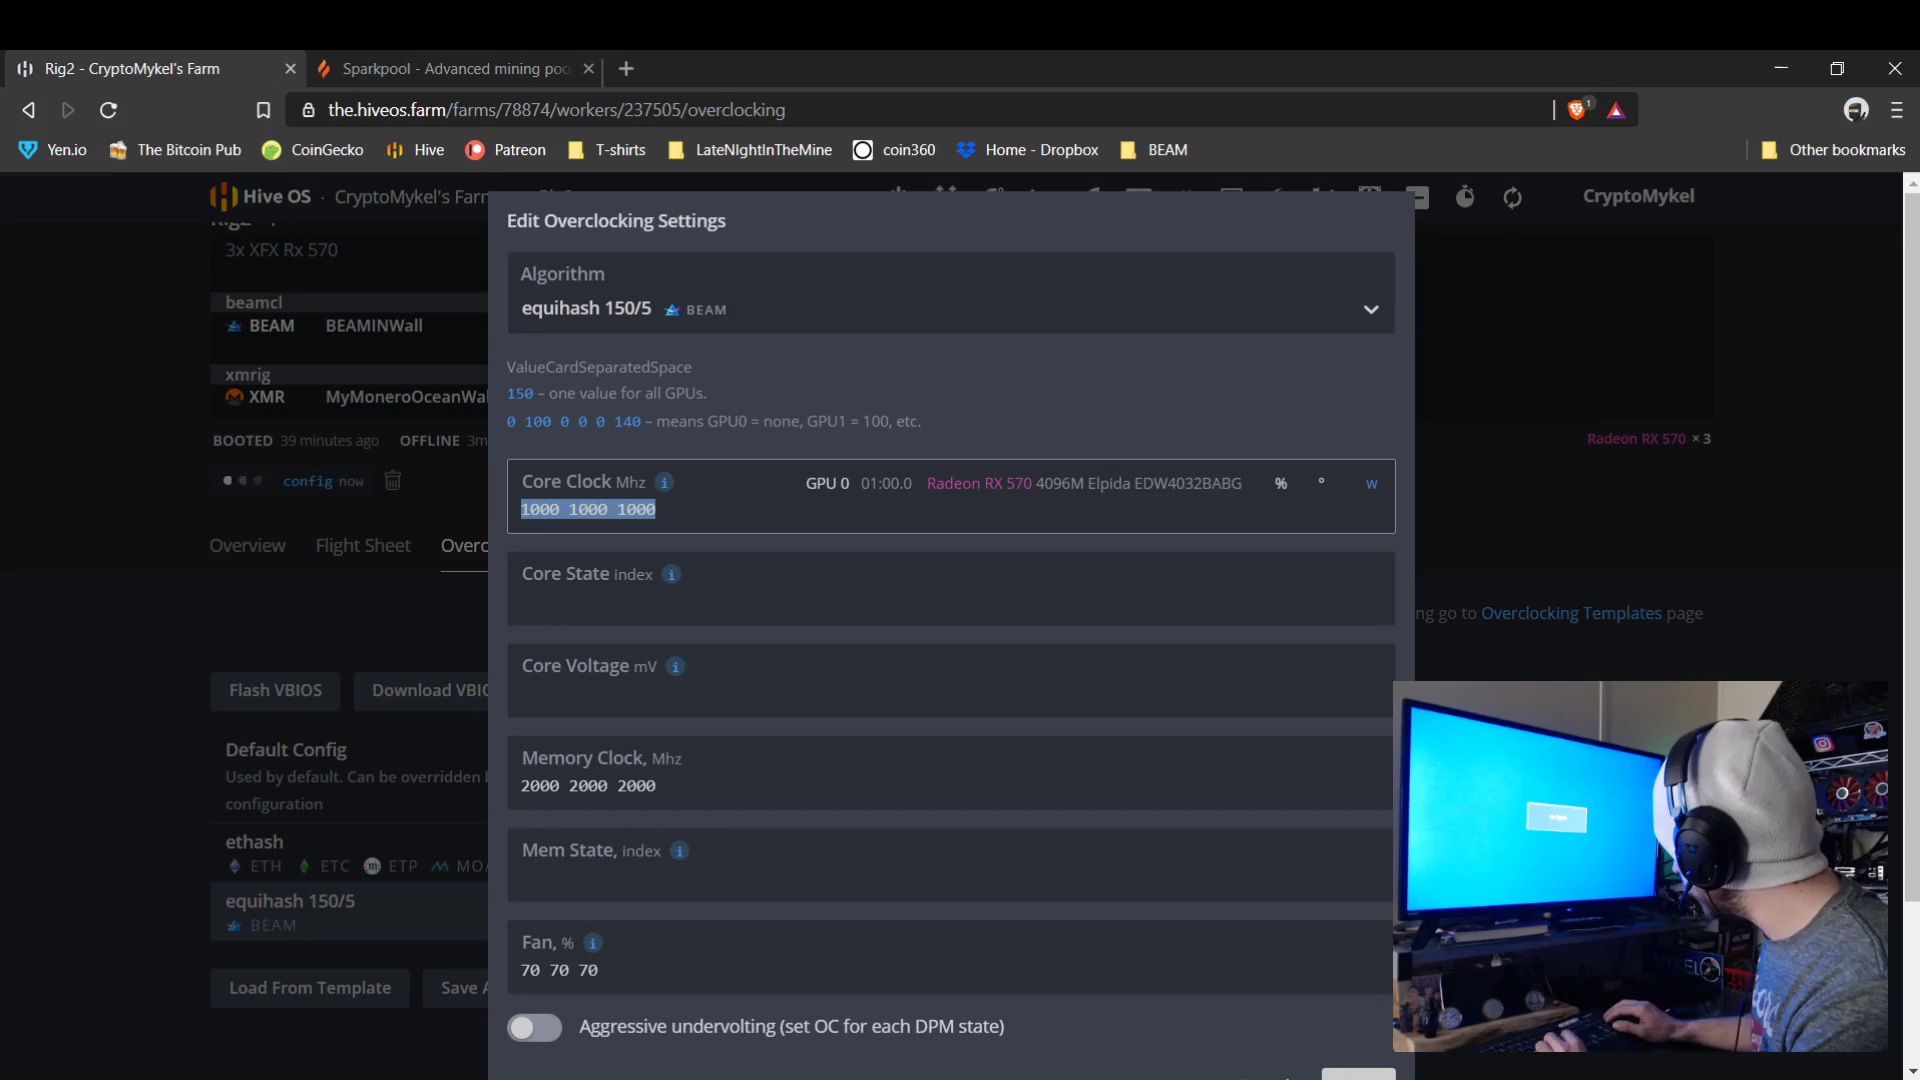 Rig2 - CryptoMykel's Farm
Sparkpool - Advanced mining poo
the.hiveos.farm/farms/78874/workers/237505/overclocking
1
Yen.io
The Bitcoin Pub
CoinGecko
Hive
Patreon
T-shirts
LateNIghtInTheMine
coin360
Home - Dropbox
BEAM
Other bookmarks
Hive OS · CryptoMykel's Farm
CryptoMykel
3x XFX Rx 570
beamcl
BEAM BEAMINWall
xmrig
XMR MyMoneroOceanWal
BOOTED 39 minutes ago OFFLINE 3m
config now
Radeon RX 570 × 3
Overview
Flight Sheet
Overc
ng go to Overclocking Templates page
Flash VBIOS
Download VBIO
Default Config
Used by default. Can be overridden
configuration
ethash
ETH ETC ETP MOA
equihash 150/5
BEAM
Load From Template
Save A
Edit Overclocking Settings
Algorithm
equihash 150/5 BEAM
ValueCardSeparatedSpace
150 – one value for all GPUs.
0 100 0 0 0 140 – means GPU0 = none, GPU1 = 100, etc.
Core Clock Mhz i GPU 0 01:00.0 Radeon RX 570 4096M Elpida EDW4032BABG % ° W
1000 1000 1000
Core State index i
Core Voltage mV i
Memory Clock, Mhz
2000 2000 2000
Mem State, index i
Fan, % i
70 70 70
Aggressive undervolting (set OC for each DPM state)
MYKEL